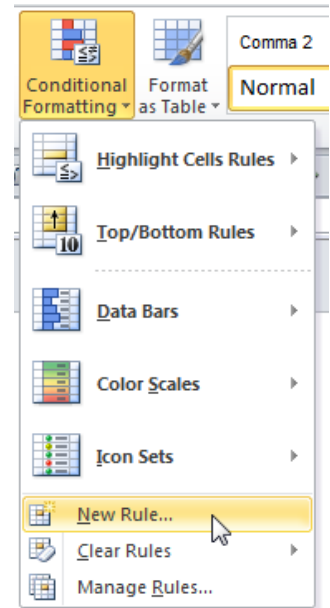 Comma 2
Conditional Formatting
Format as Table
Normal
≤≥
Highlight Cells Rules
≤≥
Top/Bottom Rules
10
Data Bars
Color Scales
Icon Sets
New Rule...
Clear Rules
Manage Rules...